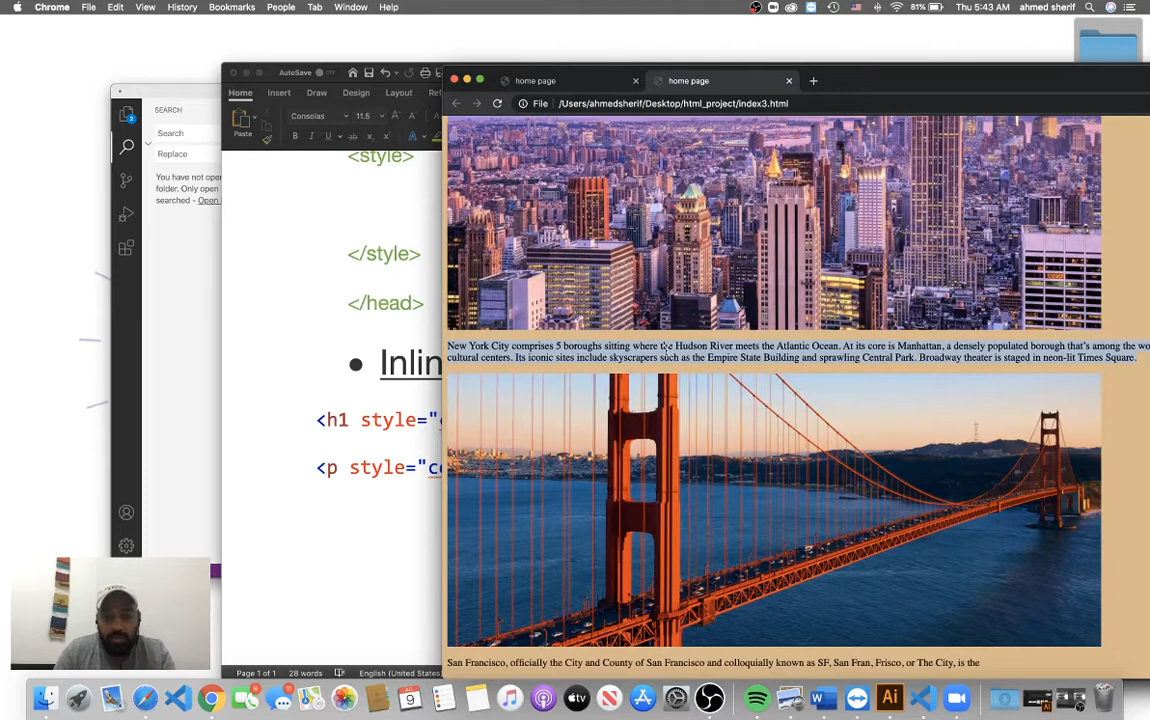 Chrome File Edit View History Bookmarks People Tab Window Help
81% Thu 5:43 AM ahmed sherif
AutoSave
Home Insert Draw Design Layout
Paste
Consolas 11.5
B I U ab
SEARCH
Search
Replace
You have not
folder. Only open
searched - Open
2
home page
home page
File /Users/ahmedsherif/Desktop/html_project/index3.html
<style>
</style>
</head>
<h1 style="
<p style="
New York City comprises 5 boroughs sitting where the Hudson River meets the Atlantic Ocean. At its core is Manhattan, a densely populated borough that's among the
cultural centers. Its iconic sites include skyscrapers such as the Empire State Building and sprawling Central Park. Broadway theater is staged in neon-lit Times Square.
San Francisco, officially the City and County of San Francisco and colloquially known as SF, San Fran, Frisco, or The City, is the
Page 1 of 1 28 words English (United States)
9